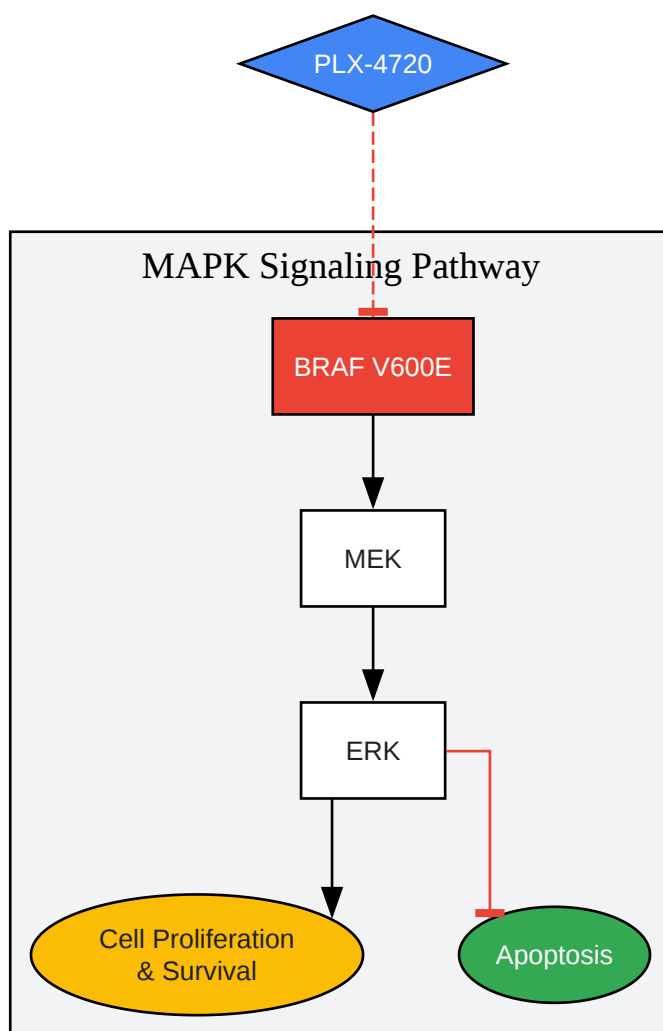 PLX-4720
MAPK Signaling Pathway
BRAF V600E
MEK
ERK
Cell Proliferation
& Survival
Apoptosis